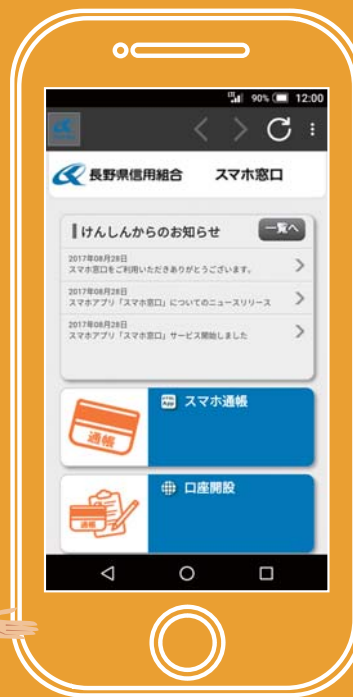 90% 12:00
長野県信用組合 スマホ窓口
けんしんからのお知らせ 一覧へ
2017年08月28日
スマホ窓口をご利用いただきありがとうございます。
2017年08月28日
スマホアプリ「スマホ窓口」についてのニュースリリース
2017年08月28日
スマホアプリ「スマホ窓口」サービス開始しました
スマホ通帳
通帳
口座開設
通帳